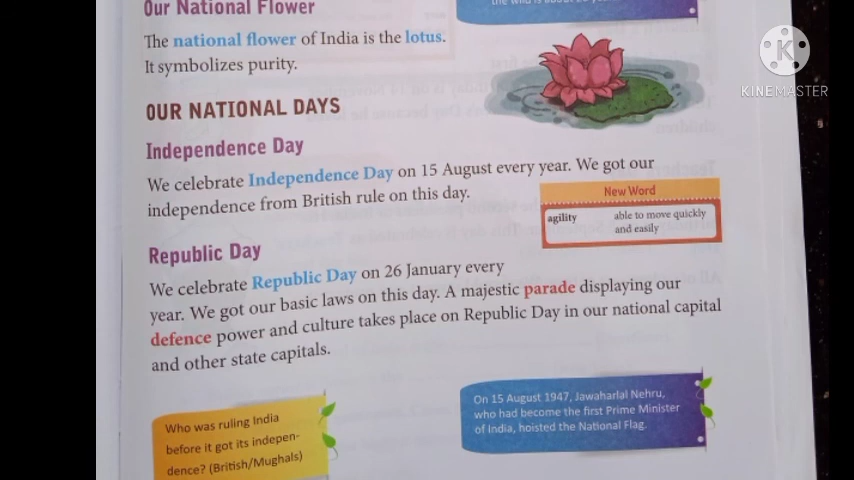 Our National Flower
The national flower of India is the lotus.
It symbolizes purity.
OUR NATIONAL DAYS
Independence Day
We celebrate Independence Day on 15 August every year. We got our
independence from British rule on this day.
New Word
agility able to move quickly
and easily
Republic Day
We celebrate Republic Day on 26 January every
year. We got our basic laws on this day. A majestic parade displaying our
defence power and culture takes place on Republic Day in our national capital
and other state capitals.
Who was ruling India
before it got its indepen-
dence? (British/Mughals)
On 15 August 1947, Jawaharlal Nehru,
who had become the first Prime Minister
of India, hoisted the National Flag.
KINEMASTER